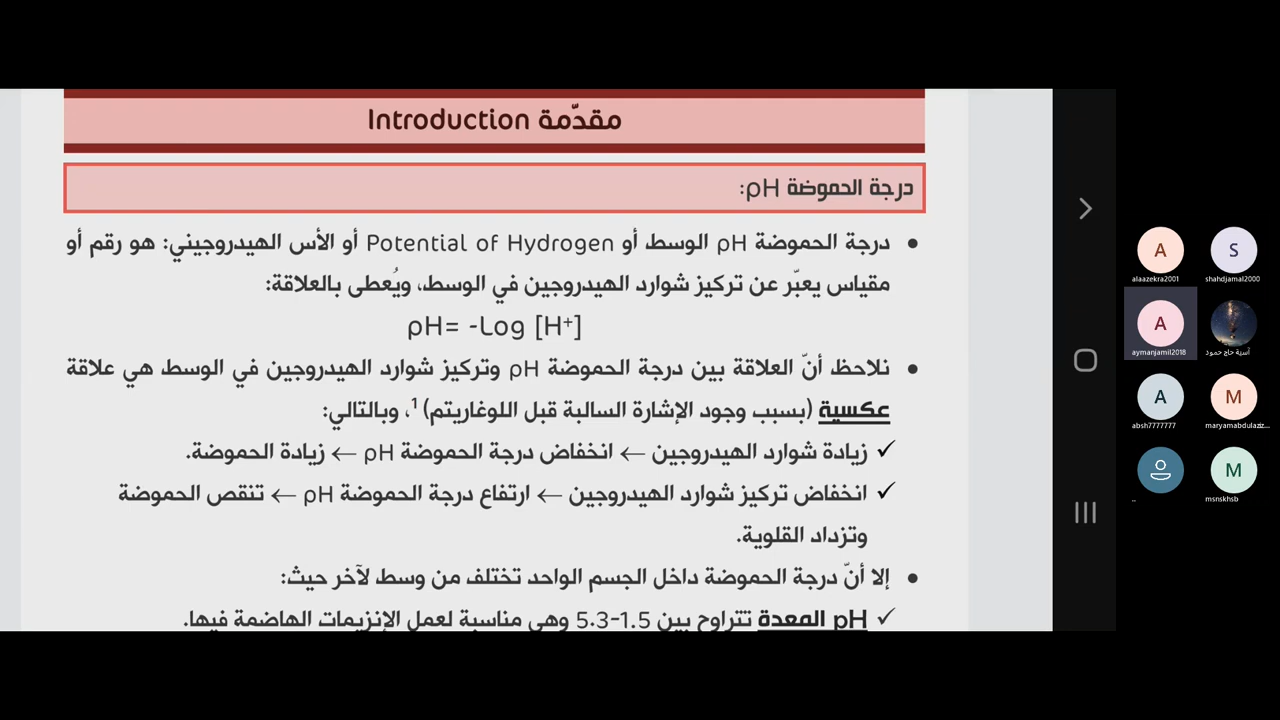 مقدّمة Introduction
درجة الحموضة pH:
• درجة الحموضة pH الوسط أو Potential of Hydrogen أو الأس الهيدروجيني: هو رقم أو
مقياس يعبّر عن تركيز شوارد الهيدروجين في الوسط، ويُعطى بالعلاقة:
pH= -Log [H⁺]
• نلاحظ أنّ العلاقة بين درجة الحموضة pH وتركيز شوارد الهيدروجين في الوسط هي علاقة
عكسية (بسبب وجود الإشارة السالبة قبل اللوغاريتم)¹، وبالتالي:
✓ زيادة شوارد الهيدروجين ← انخفاض درجة الحموضة pH ← زيادة الحموضة.
✓ انخفاض تركيز شوارد الهيدروجين ← ارتفاع درجة الحموضة pH ← تنقص الحموضة
وتزداد القلوية.
• إلا أنّ درجة الحموضة داخل الجسم الواحد تختلف من وسط لآخر حيث:
✓ pH المعدة تتراوح بين 1.5-5.3 وهي مناسبة لعمل الإنزيمات الهاضمة فيها.
A
alaazekra2001
S
shahdjamal2000
A
aymanjamil2018
آسية حاج حمود
A
absh7777777
M
maryamabdulaziz...
..
M
msnskhsb